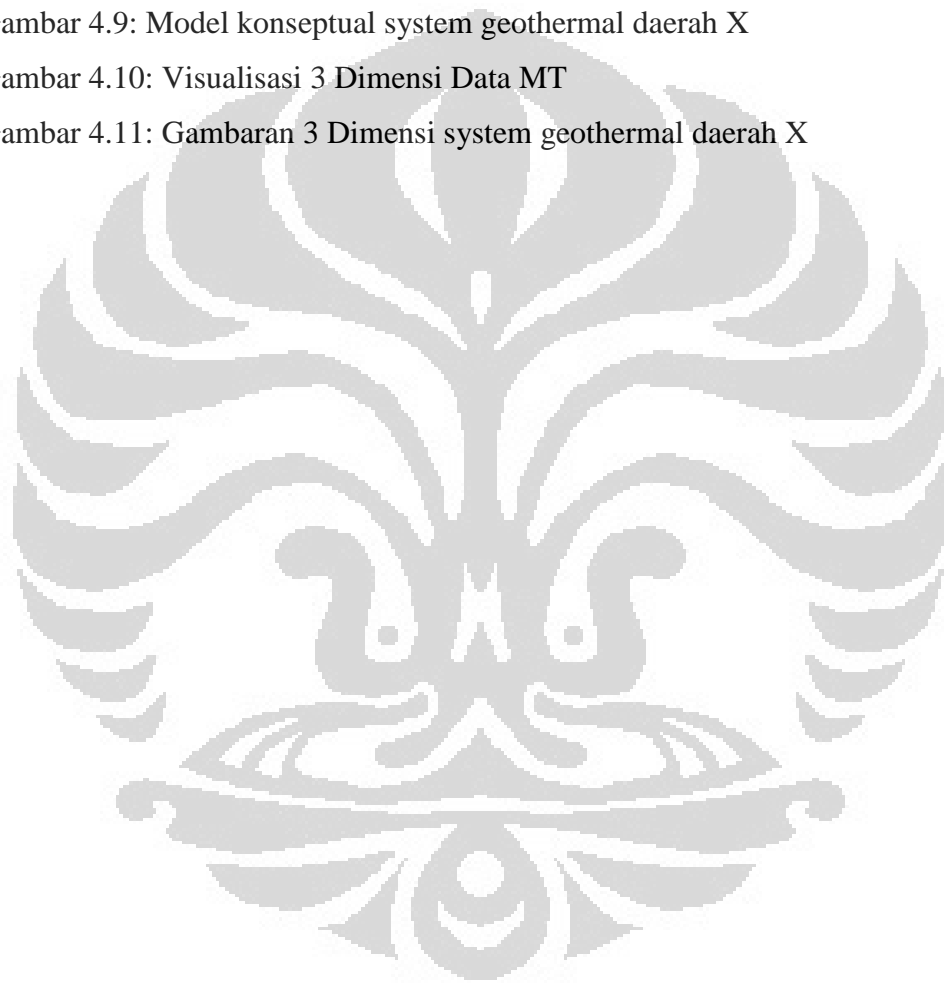 ambar 4.9: Model konseptual system geothermal daerah X
ambar 4.10: Visualisasi 3 Dimensi Data MT
ambar 4.11: Gambaran 3 Dimensi system geothermal daerah X